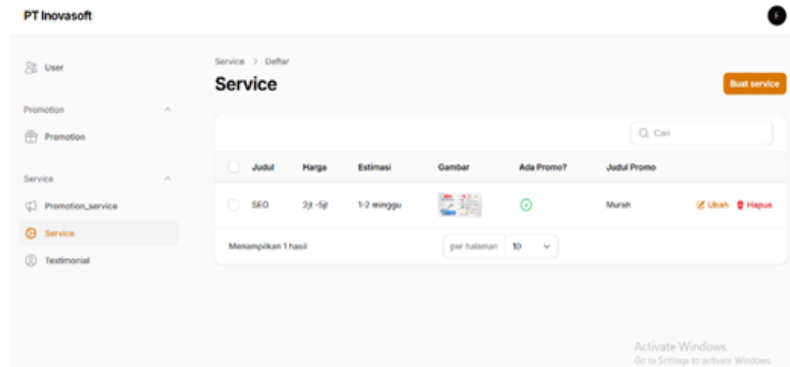 PT Inovasoft
F
User
Promotion
Promotion
Service
Promotion_service
Service
Testimonial
Service > Daftar
Service
Buat service
Cari
Judul Harga Estimasi Gambar Ada Promo? Judul Promo
SEO 2jt -5jt 1-2 minggu Murah Ubah Hapus
Menampilkan 1 hasil
per halaman 10
Activate Windows
Go to Settings to activate Windows.